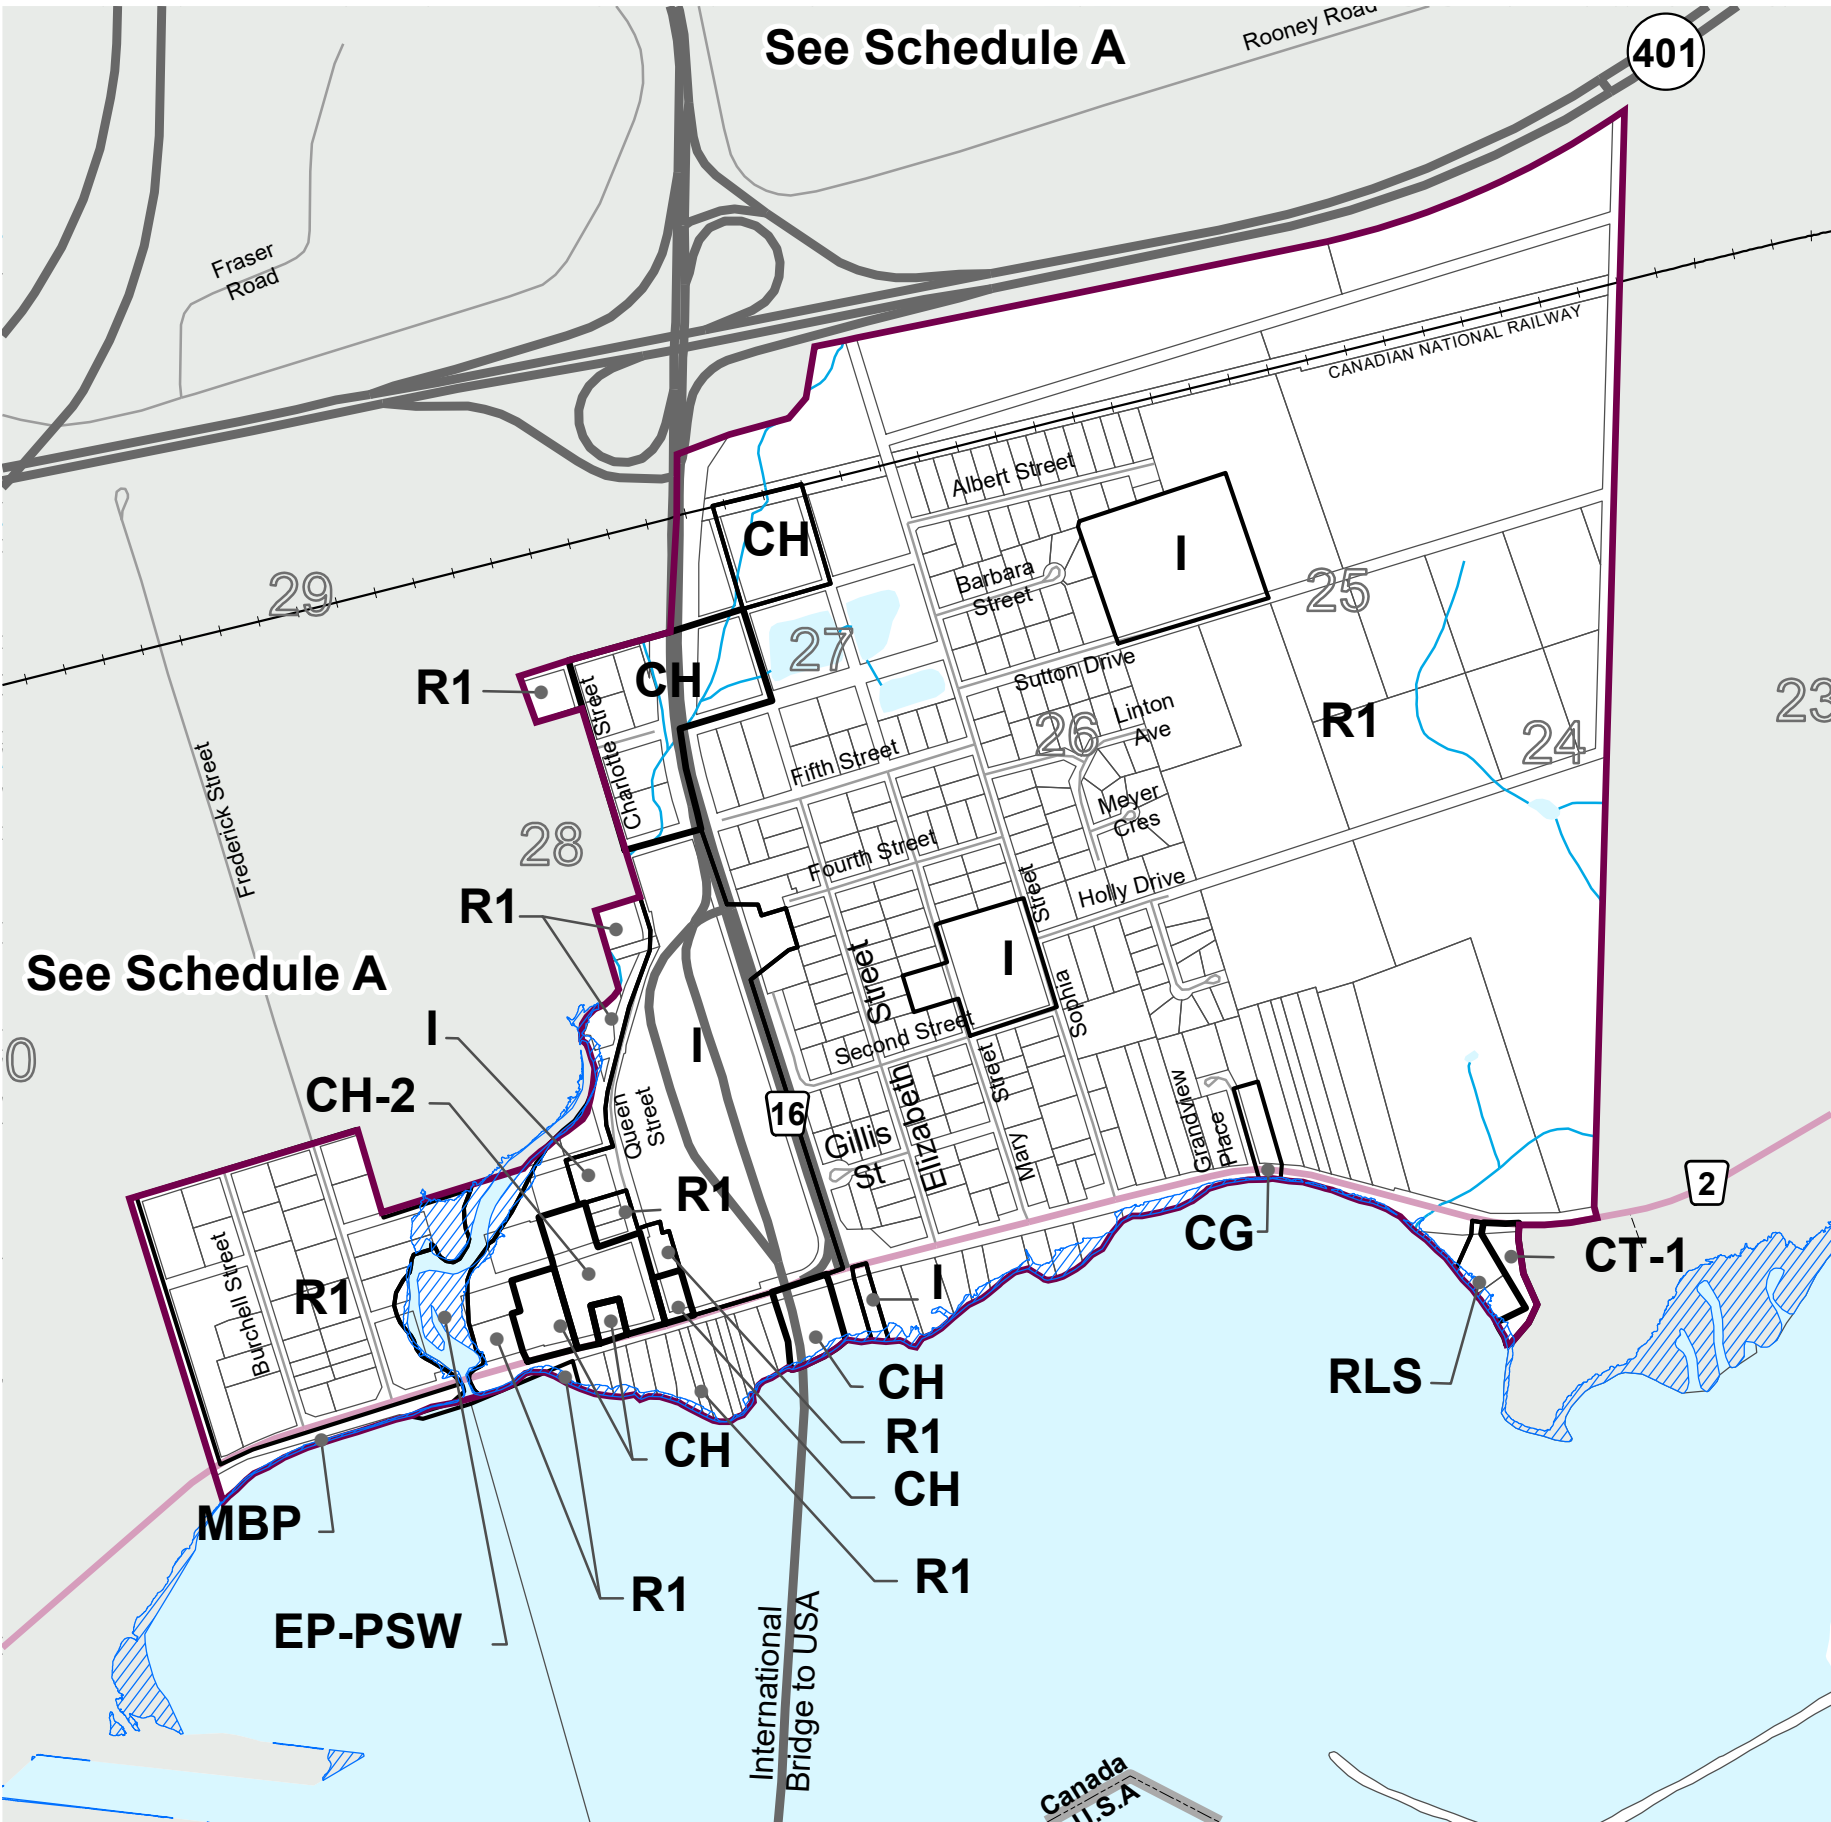 See Schedule A
Rooney Road
401
Fraser
Road
CANADIAN NATIONAL RAILWAY
Albert Street
CH
I
29
Barbara
Street
25
27
R1
CH
Sutton Drive
Charlotte Street
Linton
Ave
26
R1
24
23
Fifth Street
Frederick Street
Meyer
Cres
28
Fourth Street
Holly Drive
R1
Street
See Schedule A
Street
I
Sophia
I
0
I
Second Street
CH-2
Queen
Street
16
Gillis
St
Elizabeth
Street
Mary
Grandview
Place
R1
2
CG
CT-1
Burchell Street
R1
I
RLS
CH
CH
R1
CH
MBP
R1
R1
EP-PSW
International
Bridge to USA
Canada
U.S.A